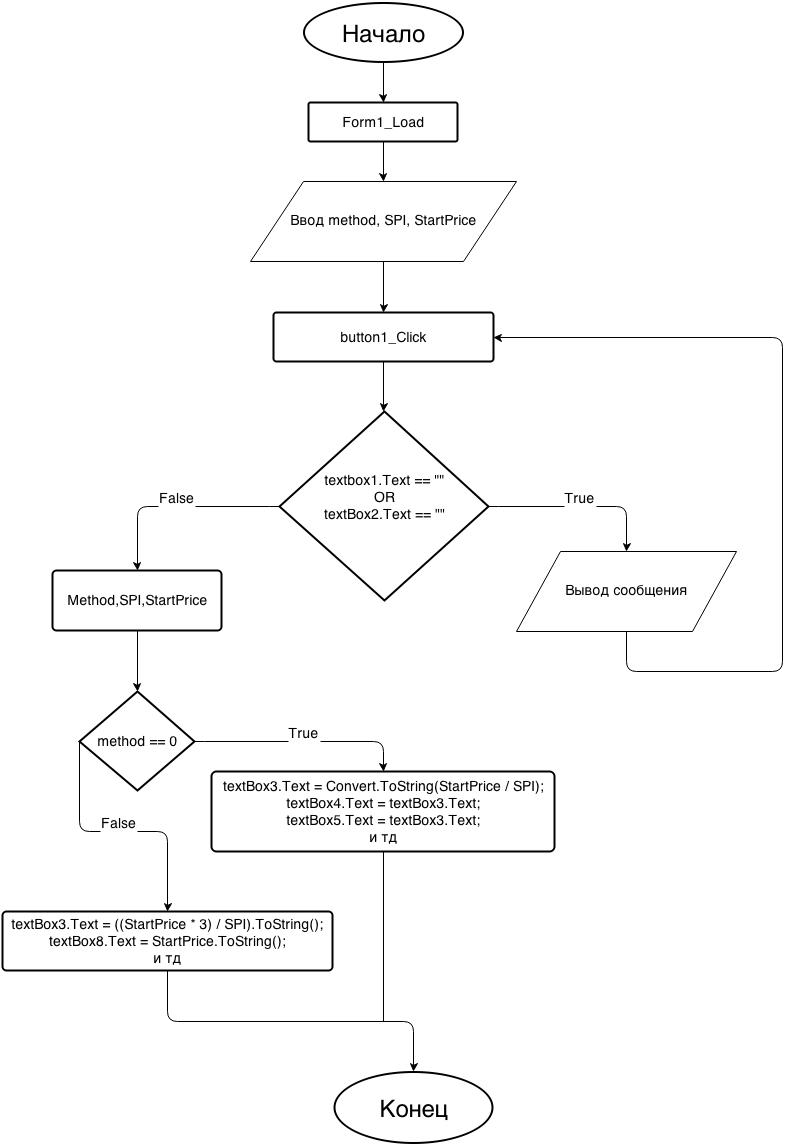 Начало
Form1_Load
Ввод method, SPI, StartPrice
button1_Click
textbox1.Text == ""
OR
textBox2.Text == ""
False
True
Method,SPI,StartPrice
Вывод сообщения
method == 0
True
textBox3.Text = Convert.ToString(StartPrice / SPI);
textBox4.Text = textBox3.Text;
textBox5.Text = textBox3.Text;
и тд
False
textBox3.Text = ((StartPrice * 3) / SPI).ToString();
textBox8.Text = StartPrice.ToString();
и тд
Конец